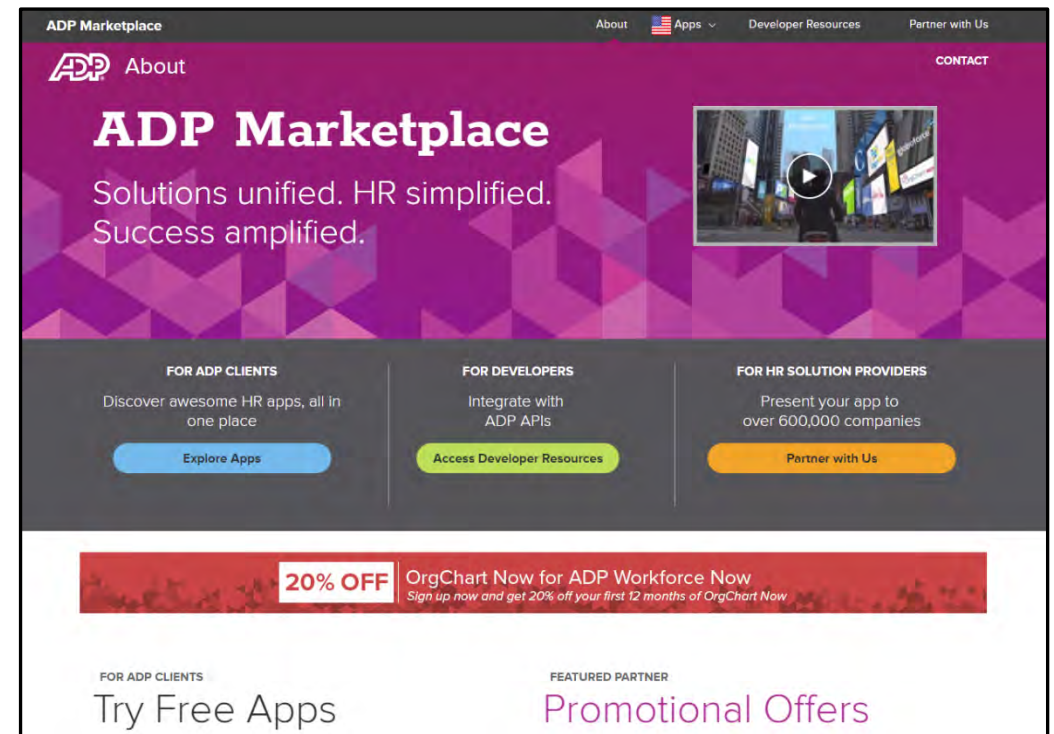 ADP Marketplace
About Apps Developer Resources Partner with Us
ADP About
CONTACT
ADP Marketplace
Solutions unified. HR simplified.
Success amplified.
FOR ADP CLIENTS
Discover awesome HR apps, all in
one place
Explore Apps
FOR DEVELOPERS
Integrate with
ADP APIs
Access Developer Resources
FOR HR SOLUTION PROVIDERS
Present your app to
over 600,000 companies
Partner with Us
20% OFF
OrgChart Now for ADP Workforce Now
Sign up now and get 20% off your first 12 months of OrgChart Now
FOR ADP CLIENTS
Try Free Apps
FEATURED PARTNER
Promotional Offers